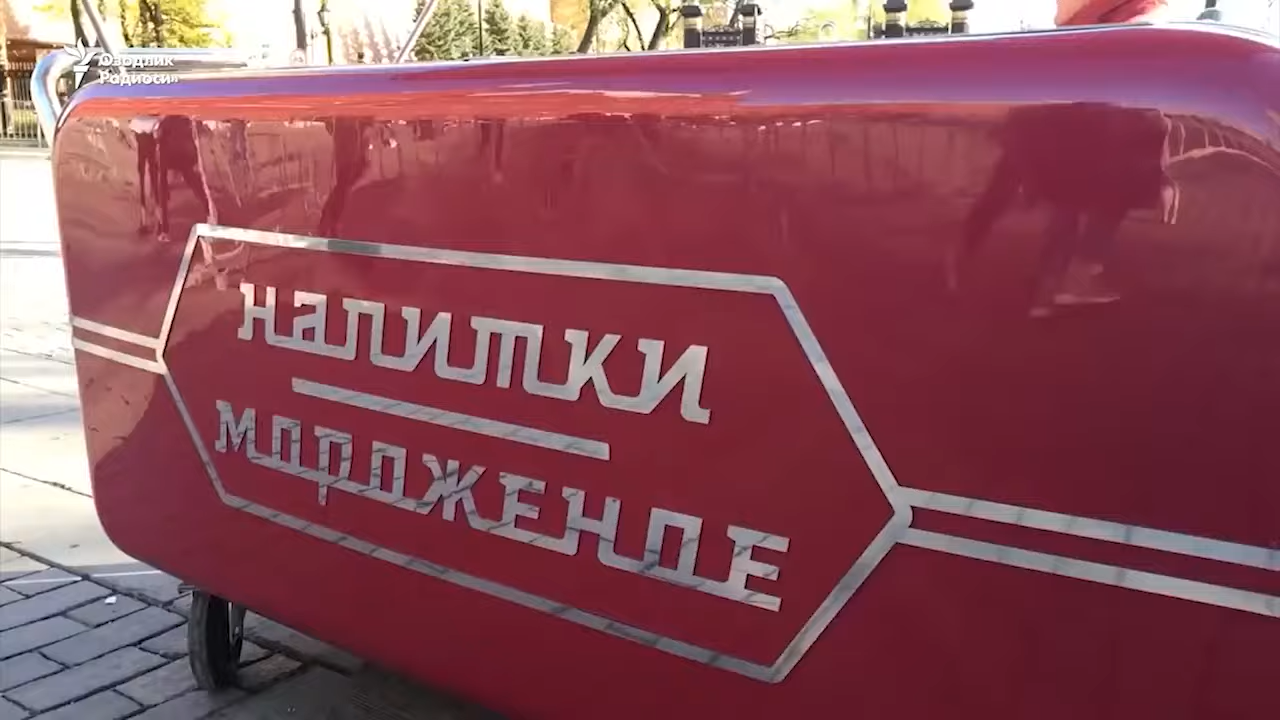 Озодлик
Радиоси
напитки
мороженое